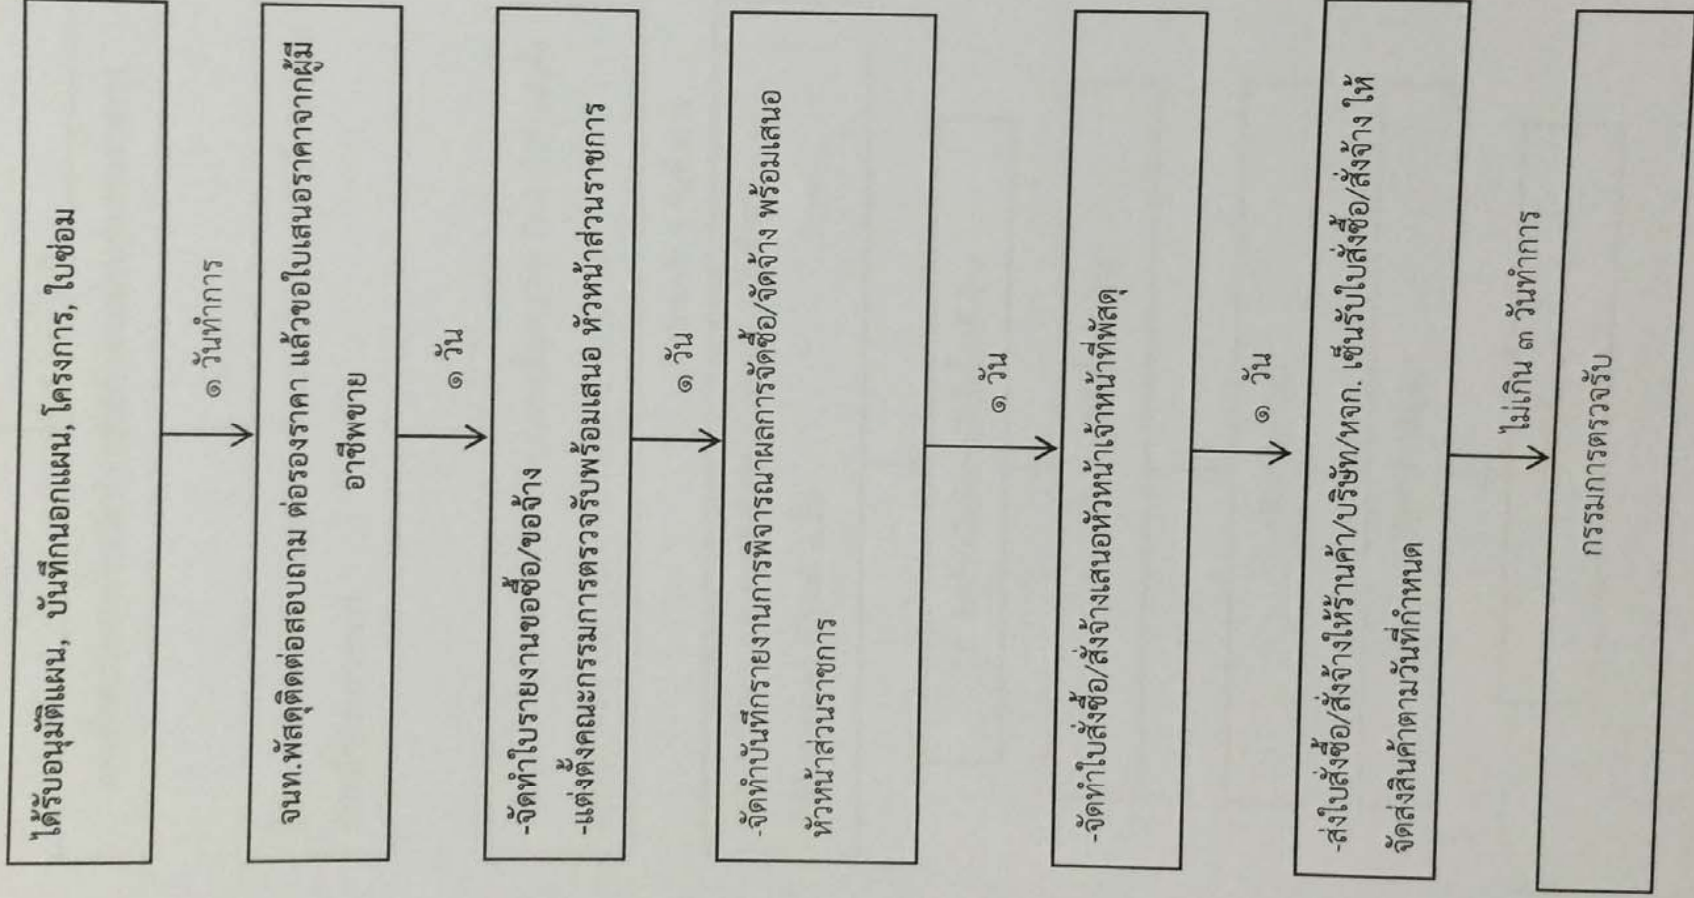 ได้รับอนุมัติแผน, บันทึกนอกแผน, โครงการ, ใบซ่อม
๑ วันทำการ
จนท.พัสดุติดต่อสอบถาม ต่อรองราคา แล้วขอใบเสนอราคาจากผู้มี
อาชีพขาย
๑ วัน
-จัดทำใบรายงานขอซื้อ/ขอจ้าง
-แต่งตั้งคณะกรรมการตรวจรับพร้อมเสนอ หัวหน้าส่วนราชการ
๑ วัน
-จัดทำบันทึกรายงานการพิจารณาผลการจัดซื้อ/จัดจ้าง พร้อมเสนอ
หัวหน้าส่วนราชการ
๑ วัน
-จัดทำใบสั่งซื้อ/สั่งจ้างเสนอหัวหน้าเจ้าหน้าที่พัสดุ
๑ วัน
-ส่งใบสั่งซื้อ/สั่งจ้างให้ร้านค้า/บริษัท/หจก. เซ็นรับใบสั่งซื้อ/สั่งจ้าง ให้
จัดส่งสินค้าตามวันที่กำหนด
ไม่เกิน ๓ วันทำการ
กรรมการตรวจรับ